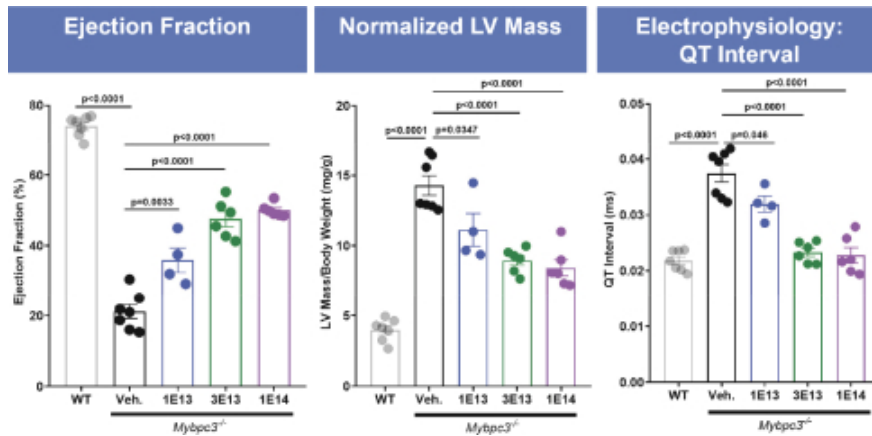 Ejection Fraction
p<0.0001
p<0.0001
p<0.0001
p=0.0033
80
60
40
20
0
Ejection Fraction (%)
WT Veh. 1E13 3E13 1E14
Mybpc3-/-
Normalized LV Mass
p<0.0001
p<0.0001
p<0.0001
p=0.0347
20
15
10
5
0
LV Mass/Body Weight (mg/g)
WT Veh. 1E13 3E13 1E14
Mybpc3-/-
Electrophysiology:
QT Interval
p<0.0001
p<0.0001
p<0.0001
p=0.046
0.05
0.04
0.03
0.02
0.01
0.00
QT Interval (ms)
WT Veh. 1E13 3E13 1E14
Mybpc3-/-